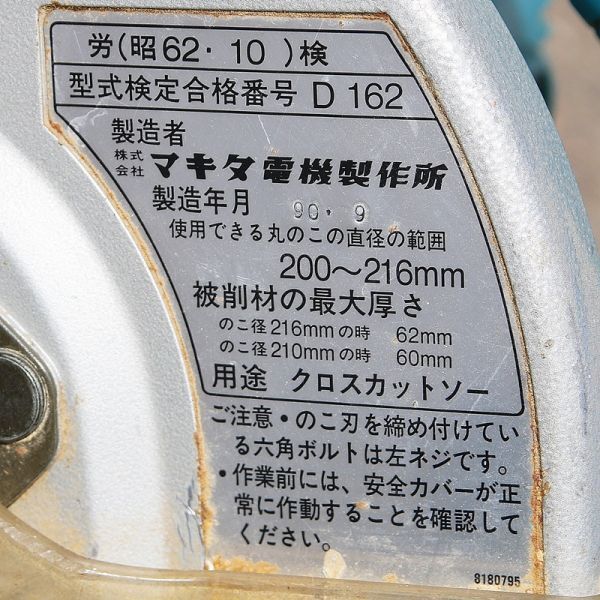 労(昭62・10 )検
型式検定合格番号 D 162
製造者
株式会社 マキタ電機製作所
製造年月 90・9
使用できる丸のこの直径の範囲
200〜216mm
被削材の最大厚さ
のこ径216mmの時 62mm
のこ径210mmの時 60mm
用途 クロスカットソー
ご注意・のこ刃を締め付けてい
る六角ボルトは左ネジです。
・作業前には、安全カバーが正
常に作動することを確認して
ください。
8180795